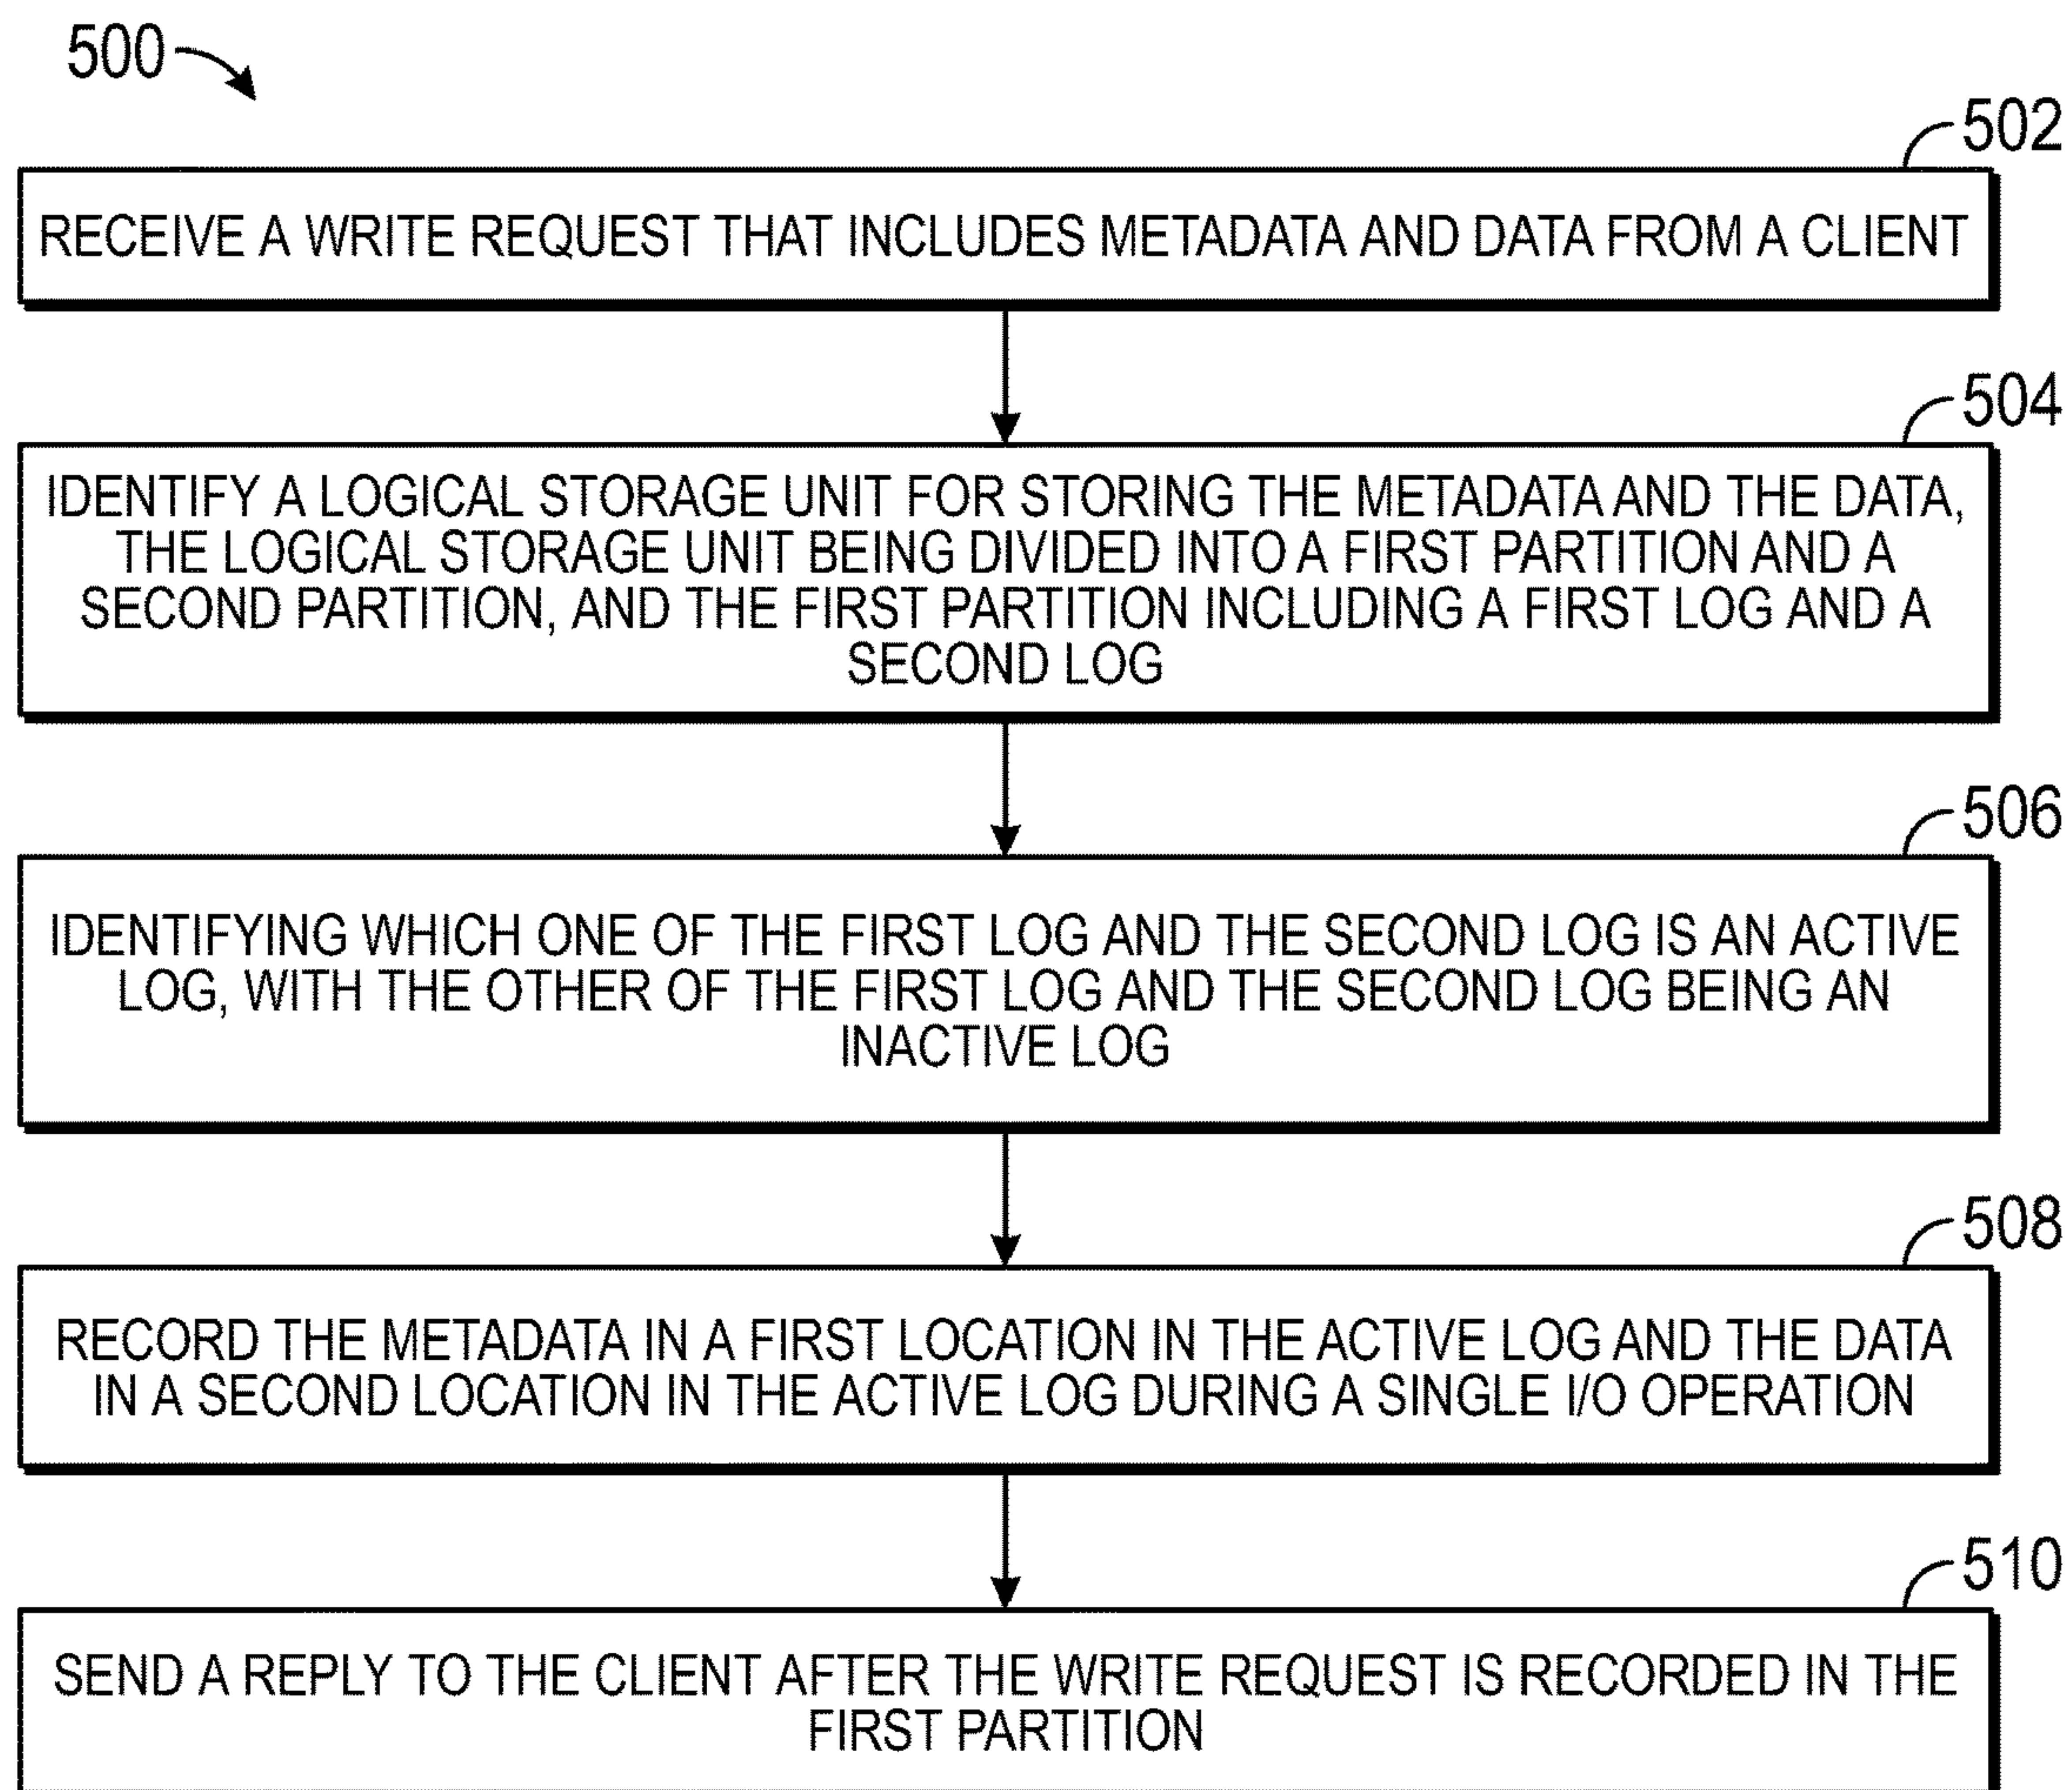 500
502
RECEIVE A WRITE REQUEST THAT INCLUDES METADATA AND DATA FROM A CLIENT
504
IDENTIFY A LOGICAL STORAGE UNIT FOR STORING THE METADATA AND THE DATA,
THE LOGICAL STORAGE UNIT BEING DIVIDED INTO A FIRST PARTITION AND A
SECOND PARTITION, AND THE FIRST PARTITION INCLUDING A FIRST LOG AND A
SECOND LOG
506
IDENTIFYING WHICH ONE OF THE FIRST LOG AND THE SECOND LOG IS AN ACTIVE
LOG, WITH THE OTHER OF THE FIRST LOG AND THE SECOND LOG BEING AN
INACTIVE LOG
508
RECORD THE METADATA IN A FIRST LOCATION IN THE ACTIVE LOG AND THE DATA
IN A SECOND LOCATION IN THE ACTIVE LOG DURING A SINGLE I/O OPERATION
510
SEND A REPLY TO THE CLIENT AFTER THE WRITE REQUEST IS RECORDED IN THE
FIRST PARTITION